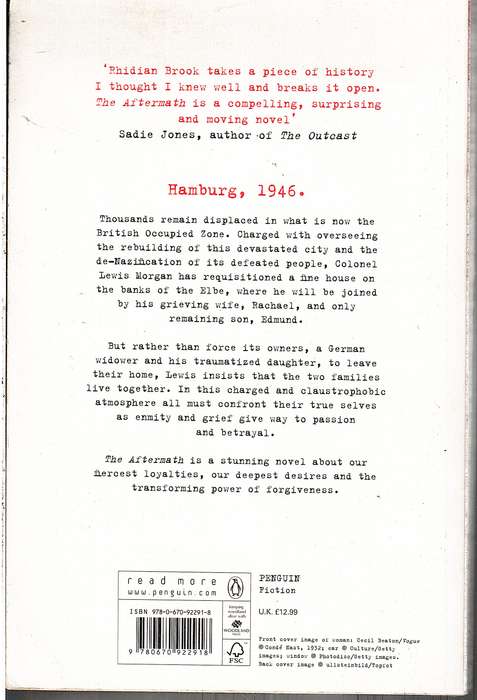 ‘Rhidian Brook takes a piece of history
I thought I knew well and breaks it open.
The Aftermath is a compelling, surprising
and moving novel’
Sadie Jones, author of The Outcast
Hamburg, 1946.
Thousands remain displaced in what is now the
British Occupied Zone. Charged with overseeing
the rebuilding of this devastated city and the
de-Nazification of its defeated people, Colonel
Lewis Morgan has requisitioned a fine house on
the banks of the Elbe, where he will be joined
by his grieving wife, Rachael, and only
remaining son, Edmund.
But rather than force its owners, a German
widower and his traumatized daughter, to leave
their home, Lewis insists that the two families
live together. In this charged and claustrophobic
atmosphere all must confront their true selves
as enmity and grief give way to passion
and betrayal.
The Aftermath is a stunning novel about our
fiercest loyalties, our deepest desires and the
transforming power of forgiveness.
read more
www.penguin.com
ISBN 978-0-670-92291-8
9 780670 922918
WOODLAND
FSC
PENGUIN
Fiction
U.K. £12.99
Front cover image of woman: Cecil Beaton/Vogue
© Condé Nast, 1932; car © Culture/Getty
images; window © Photodisc/Getty images.
Back cover image © ullsteinbild/Topfot